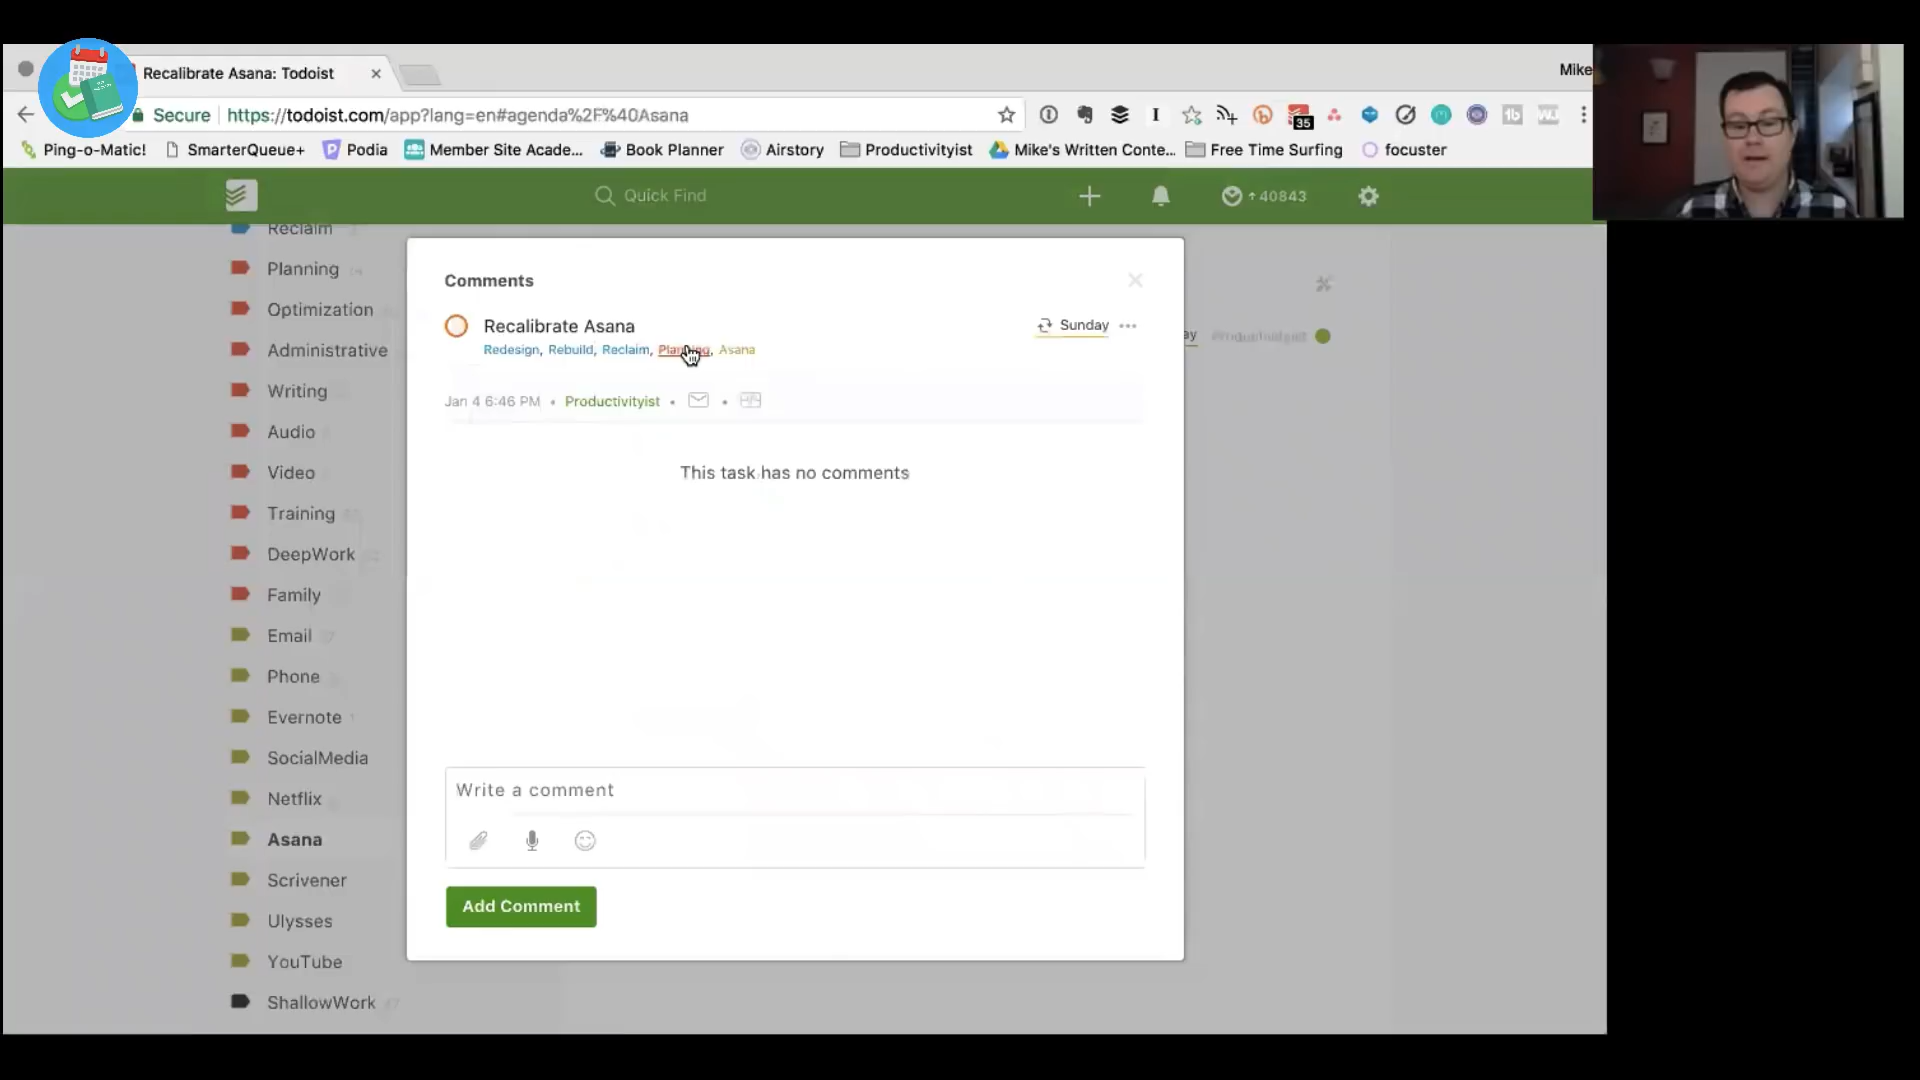 Recalibrate Asana: Todoist
Mike
Secure https://todoist.com/app?lang=en#agenda%2F%40Asana
35
Ping-o-Matic! SmarterQueue+ Podia Member Site Acade... Book Planner Airstory Productivityist Mike's Written Conte... Free Time Surfing focuster
Quick Find 40843
Reclaim
Planning
Optimization
Administrative
Writing
Audio
Video
Training
DeepWork
Family
Email
Phone
Evernote
SocialMedia
Netflix
Asana
Scrivener
Ulysses
YouTube
ShallowWork
Comments
Recalibrate Asana Sunday
Redesign, Rebuild, Reclaim, Planning, Asana
Jan 4 6:46 PM • Productivityist
This task has no comments
Write a comment
Add Comment
ay